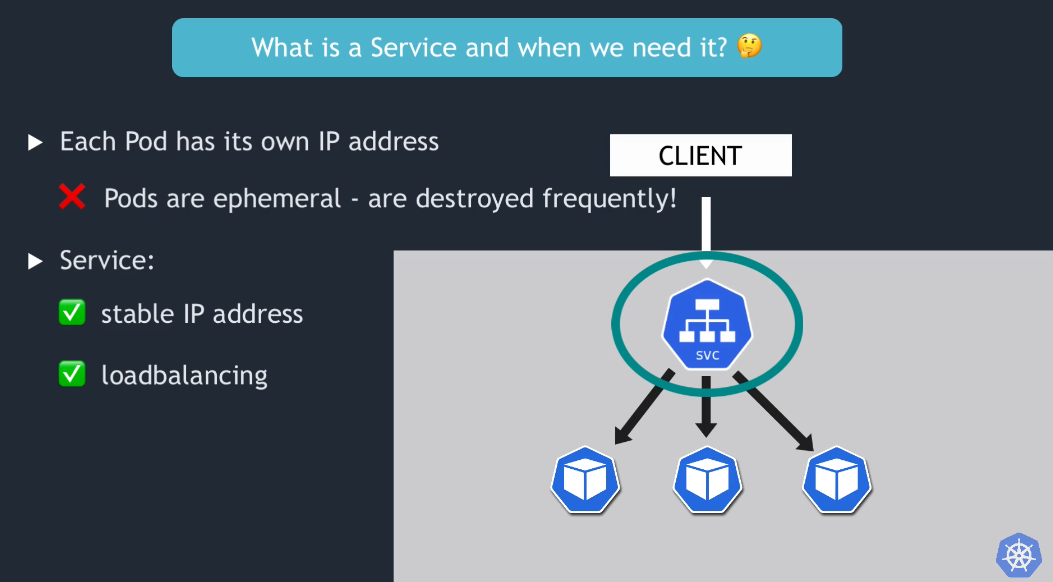 What is a Service and when we need it? 🤔
Each Pod has its own IP address
CLIENT
Pods are ephemeral - are destroyed frequently!
Service:
stable IP address
SVC
loadbalancing